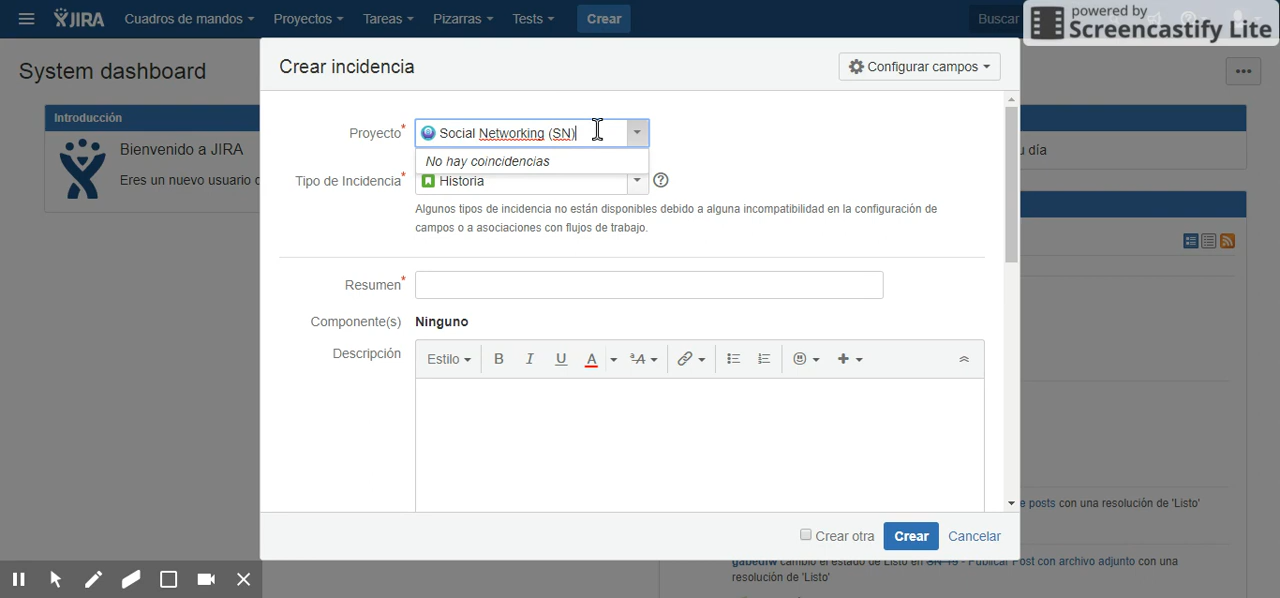 JIRA Cuadros de mandos Proyectos Tareas Pizarras Tests Crear Buscar
powered by
Screencastify Lite
System dashboard
Crear incidencia
Configurar campos
Introducción
Bienvenido a JIRA
Eres un nuevo usuario
Proyecto* Social Networking (SN)
No hay coincidencias
Tipo de Incidencia* Historia
Algunos tipos de incidencia no están disponibles debido a alguna incompatibilidad en la configuración de
campos o a asociaciones con flujos de trabajo.
Resumen*
Componente(s) Ninguno
Descripción
Estilo B I U A
día
posts con una resolución de 'Listo'
Crear otra Crear Cancelar
gabedfw cambió el estado de Listo en SN-15 - Publicar Post con archivo adjunto con una
resolución de 'Listo'